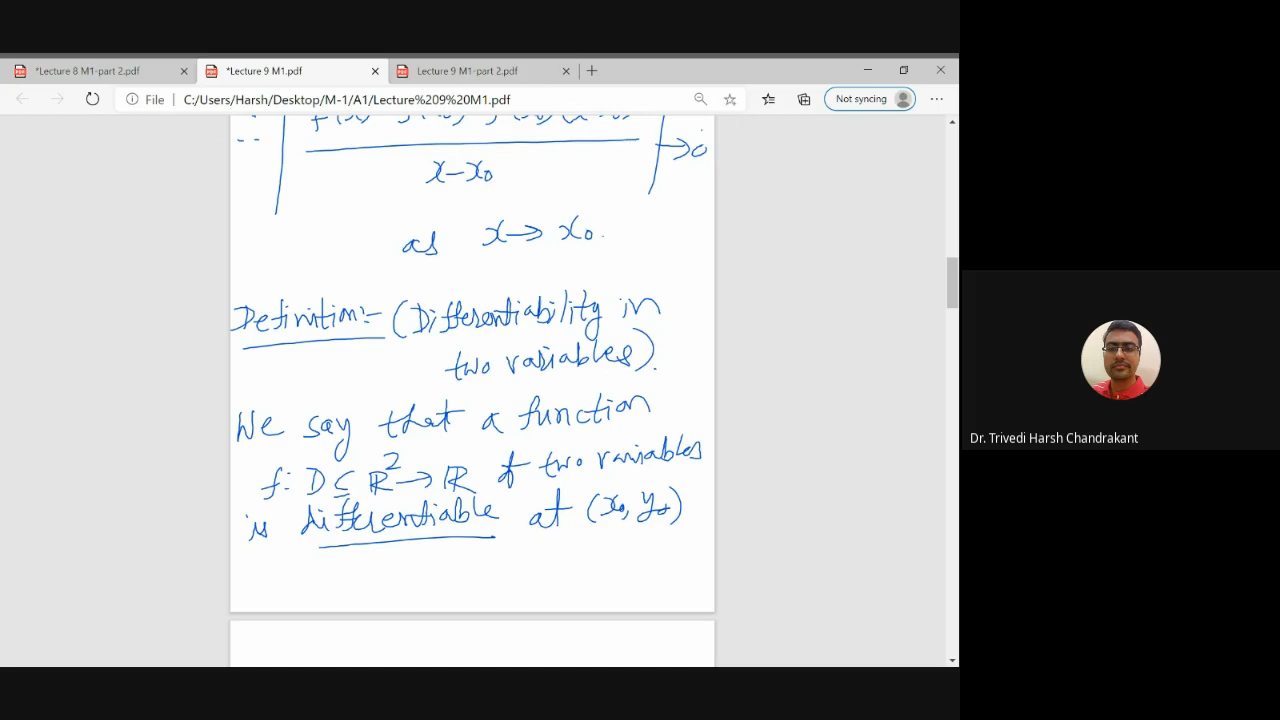 *Lecture 8 M1-part 2.pdf
*Lecture 9 M1.pdf
Lecture 9 M1-part 2.pdf
File
C:/Users/Harsh/Desktop/M-1/A1/Lecture%209%20M1.pdf
Not syncing
x-x₀
→0
as x→x₀.
Definition:- (Differentiability in
two variables).
We say that a function
f: D⊆ℝ²→ℝ of two variables
is differentiable at (x₀, y₀)
Dr. Trivedi Harsh Chandrakant